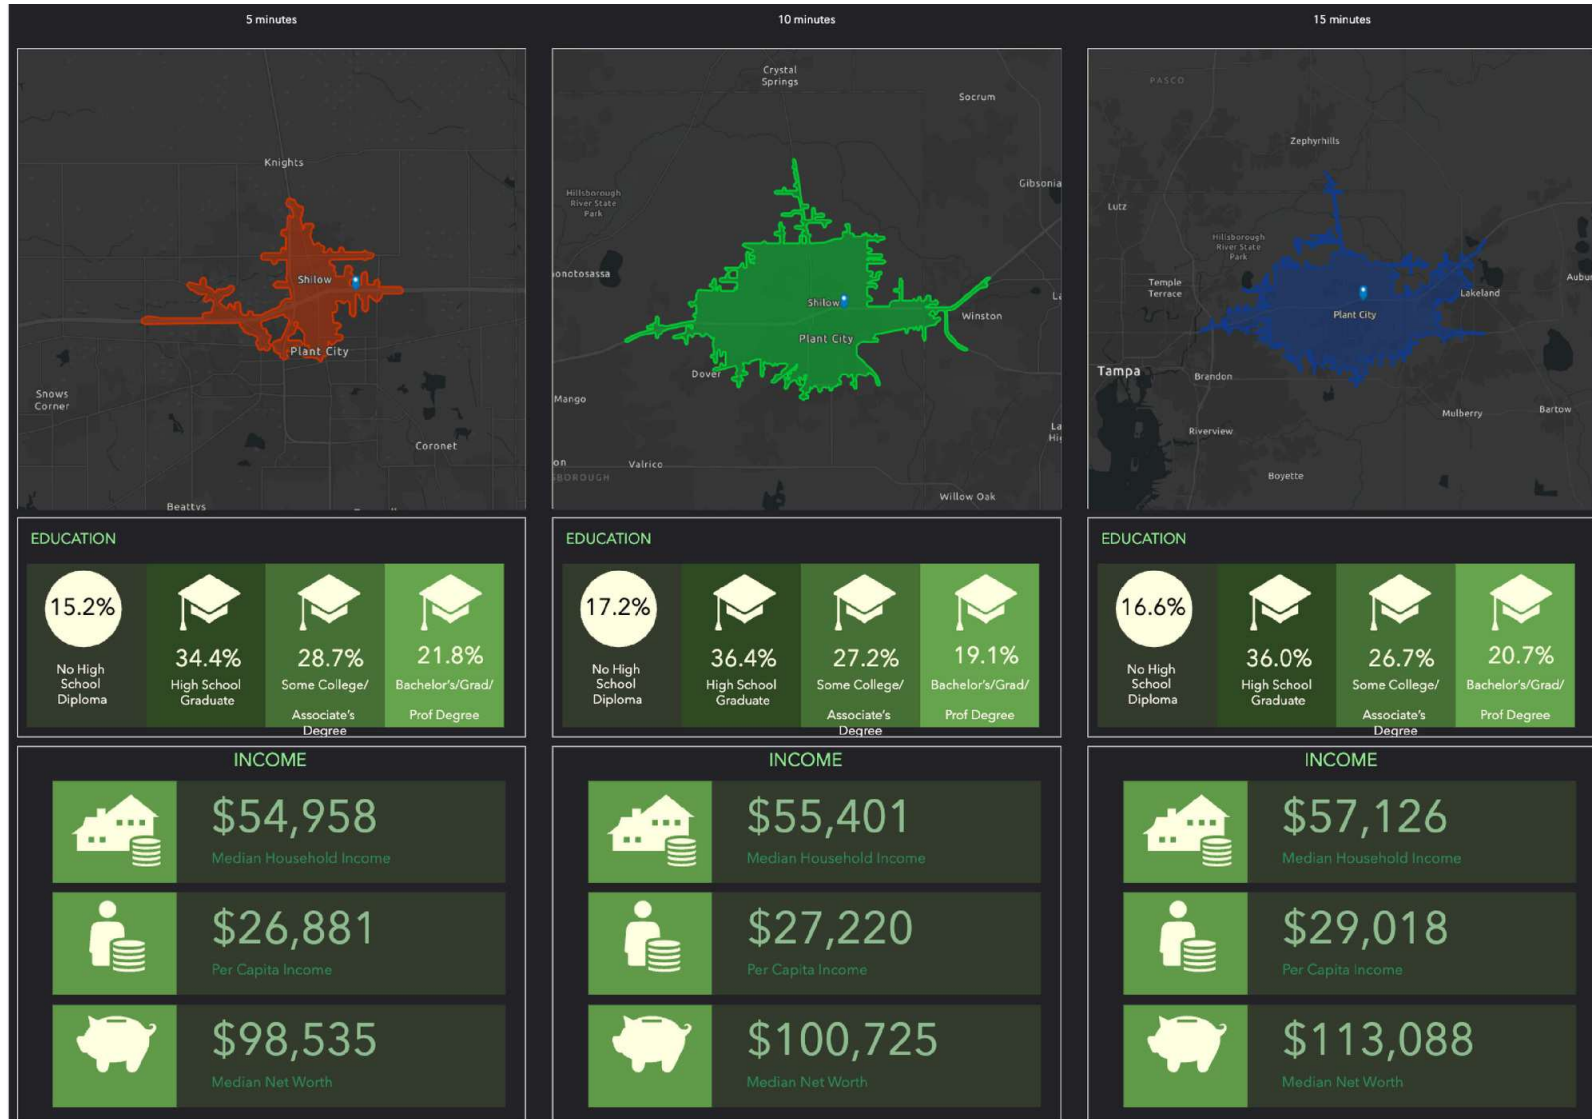 5 minutes
10 minutes
15 minutes
Knights
Shilow
Plant City
Snows
Corner
Coronet
Beattys
Crystal
Springs
Socrum
Hillsborough
River State
Park
Gibsonia
onotosassa
Shilow
Winston
Plant City
Dover
Mango
Valrico
SBOROUGH
Willow Oak
PASCO
Zephyrhills
Lutz
Hillsborough
River State
Park
Temple
Terrace
Aubur
Lakeland
Plant City
Tampa
Brandon
Mulberry
Bartow
Riverview
Boyette
EDUCATION
15.2%
No High
School
Diploma
34.4%
High School
Graduate
28.7%
Some College/
Associate's
Degree
21.8%
Bachelor's/Grad/
Prof Degree
EDUCATION
17.2%
No High
School
Diploma
36.4%
High School
Graduate
27.2%
Some College/
Associate's
Degree
19.1%
Bachelor's/Grad/
Prof Degree
EDUCATION
16.6%
No High
School
Diploma
36.0%
High School
Graduate
26.7%
Some College/
Associate's
Degree
20.7%
Bachelor's/Grad/
Prof Degree
INCOME
$54,958
Median Household Income
$26,881
Per Capita Income
$98,535
Median Net Worth
INCOME
$55,401
Median Household Income
$27,220
Per Capita Income
$100,725
Median Net Worth
INCOME
$57,126
Median Household Income
$29,018
Per Capita Income
$113,088
Median Net Worth